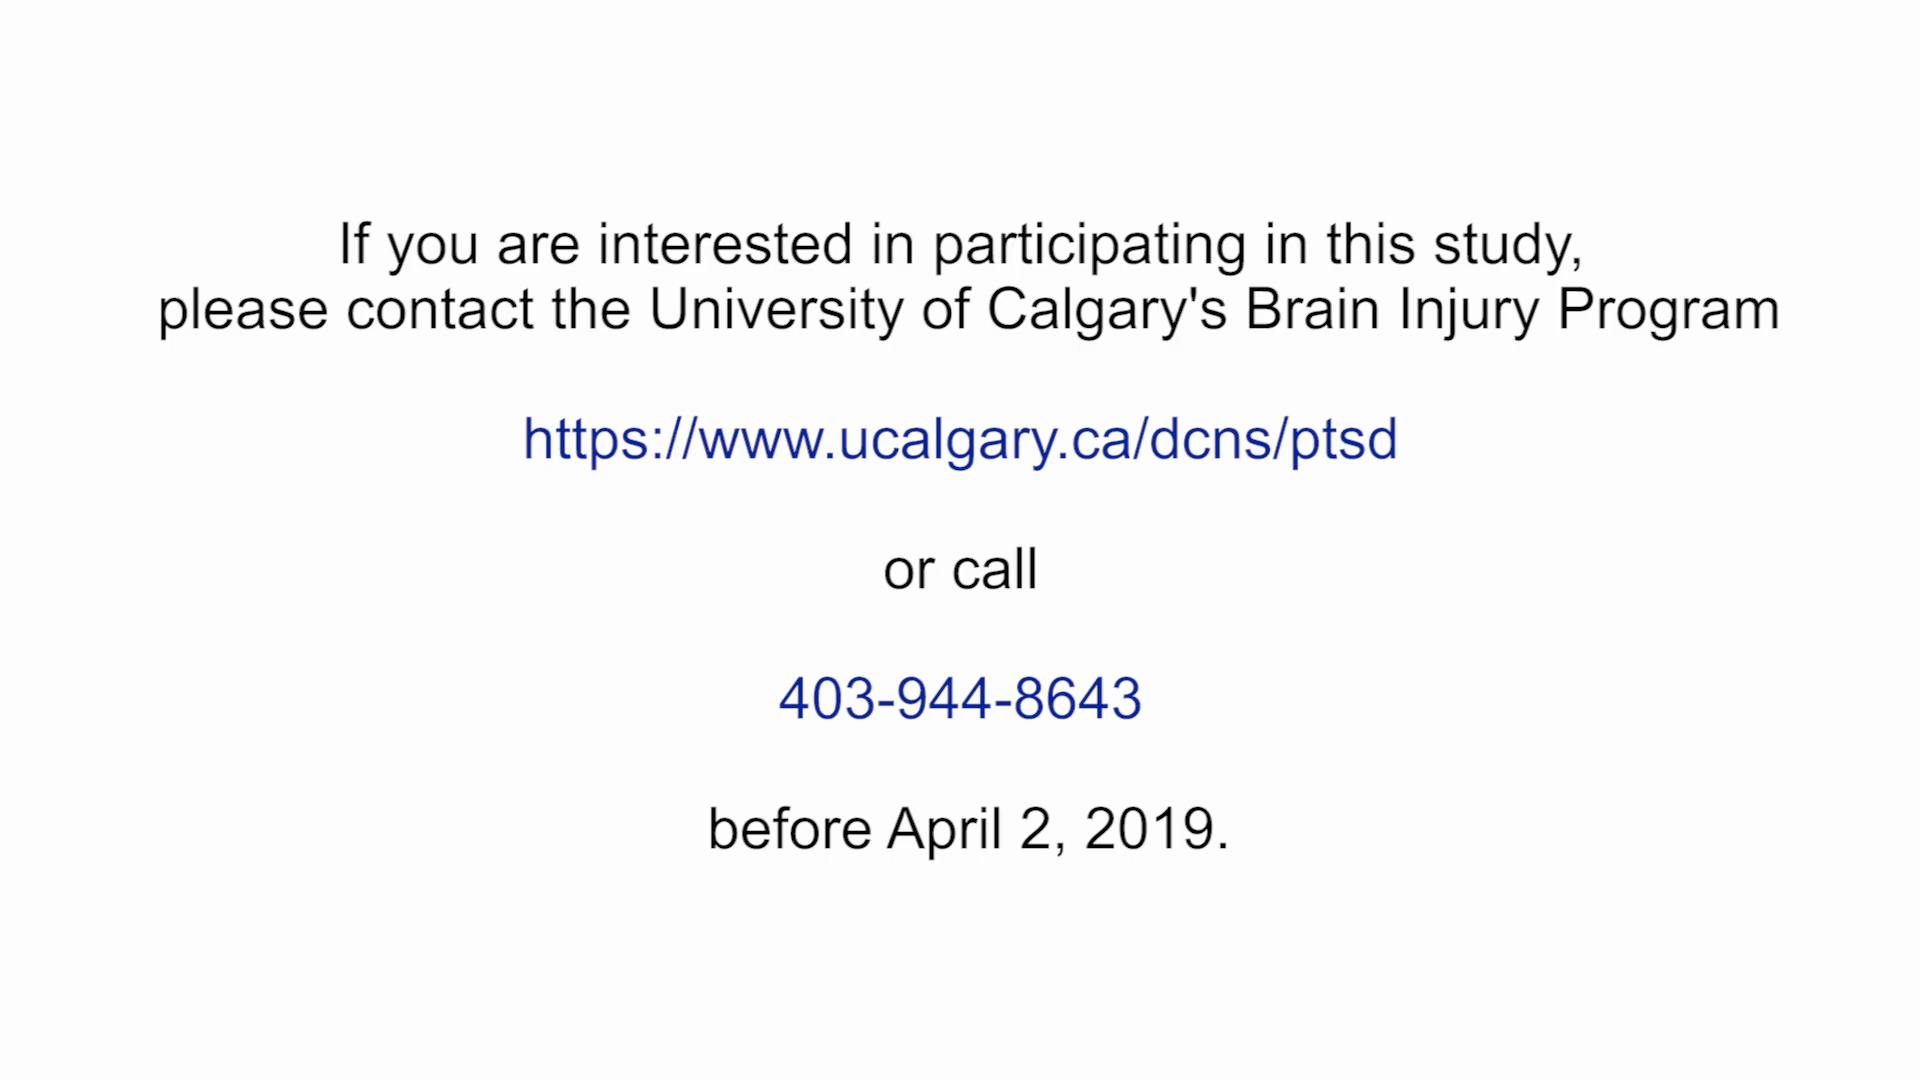 If you are interested in participating in this study,
please contact the University of Calgary's Brain Injury Program
https://www.ucalgary.ca/dcns/ptsd
or call
403-944-8643
before April 2, 2019.